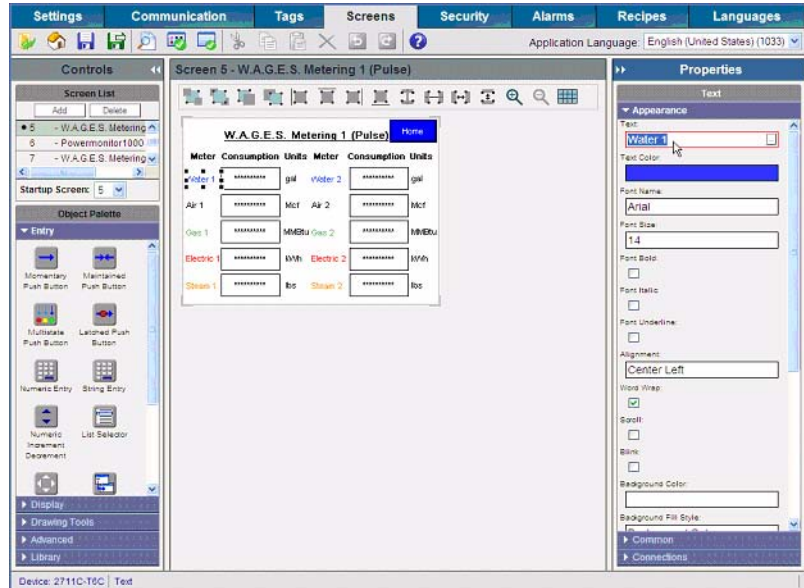 Settings Communication Tags Screens Security Alarms Recipes Languages
Application Language: English (United States) (1033)
Controls
Screen List
Add Delete
5 - W.A.G.E.S. Metering
6 - Powermonitor1000
7 - W.A.G.E.S. Metering
Startup Screen: 5
Object Palette
Entry
Momentary Push Button
Maintained Push Button
Multistate Push Button
Latched Push Button
Numeric Entry
String Entry
Numeric Increment Decrement
List Selector
Display
Drawing Tools
Advanced
Library
Screen 5 - W.A.G.E.S. Metering 1 (Pulse)
W.A.G.E.S. Metering 1 (Pulse) Home
Meter Consumption Units Meter Consumption Units
Water 1 ********** gal Water 2 ********** gal
Air 1 ********** Mcf Air 2 ********** Mcf
Gas 1 ********** MMBtu Gas 2 ********** MMBtu
Electric 1 ********** kWh Electric 2 ********** kWh
Steam 1 ********** lbs Steam 2 ********** lbs
Properties
Text
Appearance
Text:
Water 1
Text Color:
Font Name:
Arial
Font Size:
14
Font Bold:
Font Italic:
Font Underline:
Alignment:
Center Left
Word Wrap:
Scroll:
Blink:
Background Color:
Background Fill Style:
Common
Connections
Device: 2711C-T6C Text